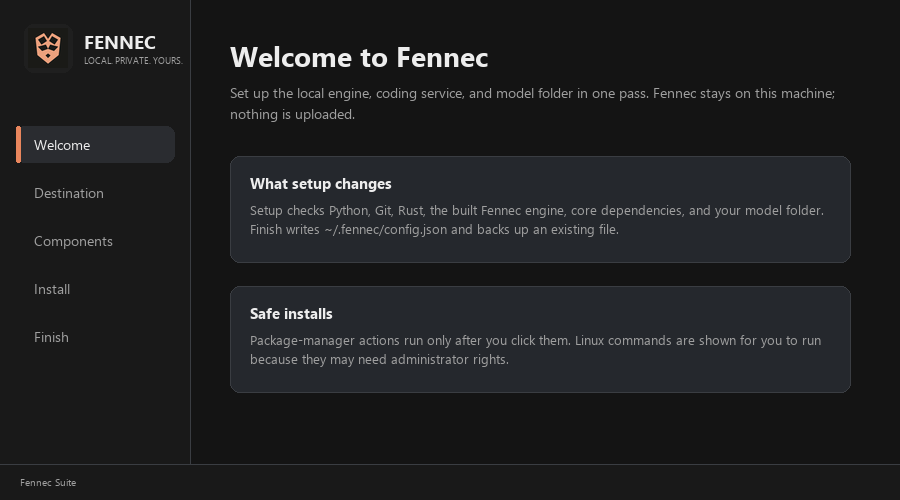 FENNEC
LOCAL. PRIVATE. YOURS.
Welcome
Destination
Components
Install
Finish
Welcome to Fennec
Set up the local engine, coding service, and model folder in one pass. Fennec stays on this machine;
nothing is uploaded.
What setup changes
Setup checks Python, Git, Rust, the built Fennec engine, core dependencies, and your model folder.
Finish writes ~/.fennec/config.json and backs up an existing file.
Safe installs
Package-manager actions run only after you click them. Linux commands are shown for you to run
because they may need administrator rights.
Fennec Suite